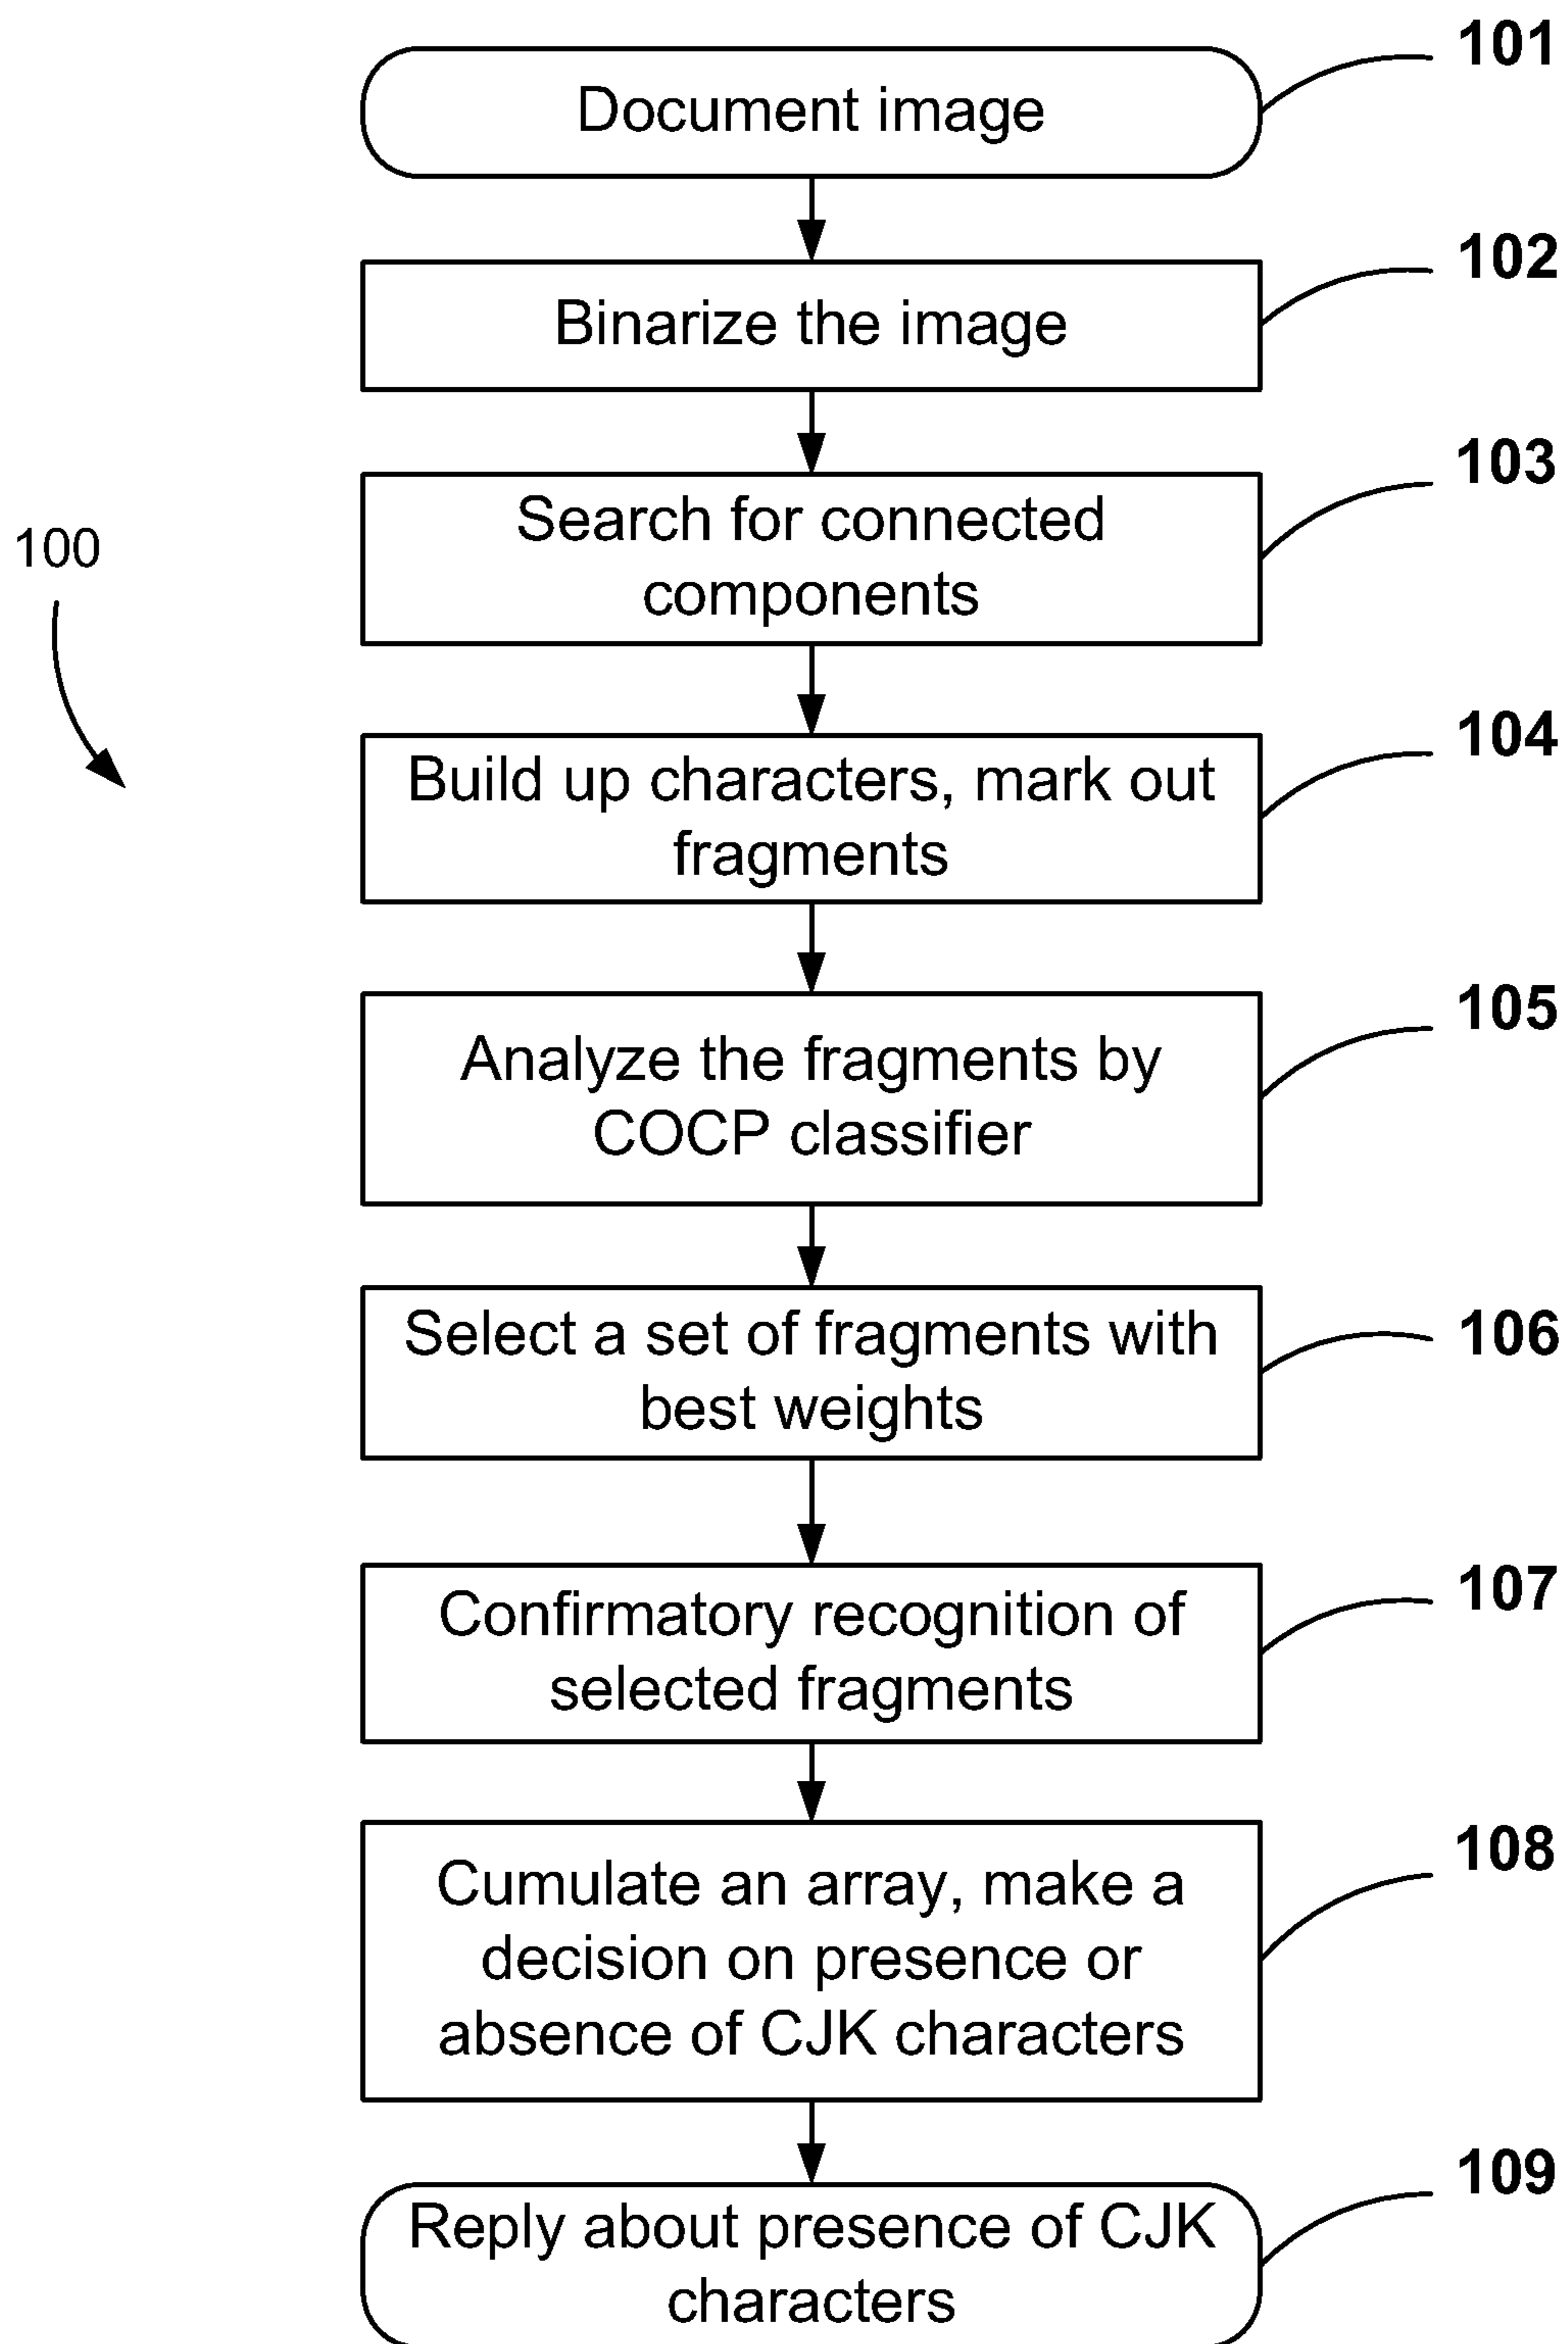 101
Document image
102
Binarize the image
103
Search for connected
components
100
104
Build up characters, mark out
fragments
105
Analyze the fragments by
COCP classifier
106
Select a set of fragments with
best weights
107
Confirmatory recognition of
selected fragments
108
Cumulate an array, make a
decision on presence or
absence of CJK characters
109
Reply about presence of CJK
characters